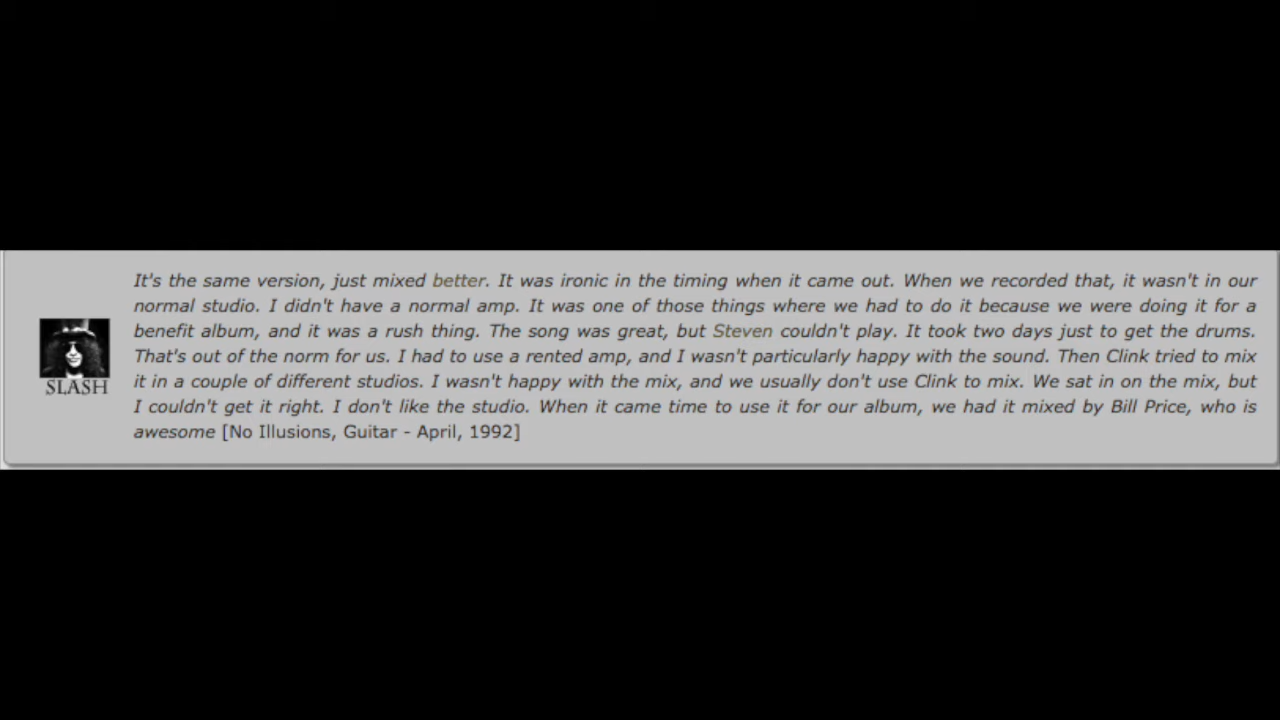 It's the same version, just mixed better. It was ironic in the timing when it came out. When we recorded that, it wasn't in our
normal studio. I didn't have a normal amp. It was one of those things where we had to do it because we were doing it for a
benefit album, and it was a rush thing. The song was great, but Steven couldn't play. It took two days just to get the drums.
That's out of the norm for us. I had to use a rented amp, and I wasn't particularly happy with the sound. Then Clink tried to mix
it in a couple of different studios. I wasn't happy with the mix, and we usually don't use Clink to mix. We sat in on the mix, but
I couldn't get it right. I don't like the studio. When it came time to use it for our album, we had it mixed by Bill Price, who is
awesome [No Illusions, Guitar - April, 1992]
SLASH